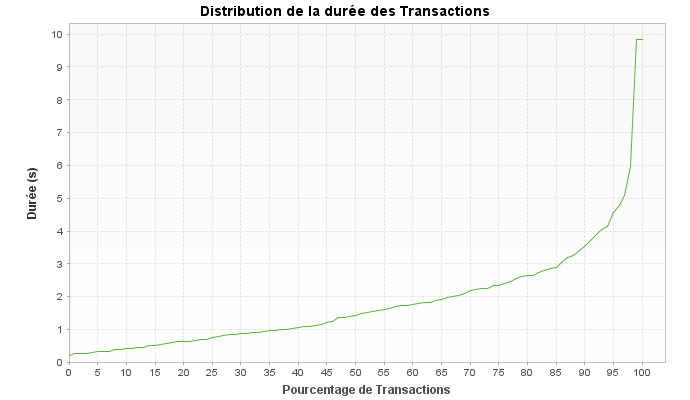 Distribution de la durée des Transactions
10
9
8
7
6
5
4
3
2
1
0
Durée (s)
0 5 10 15 20 25 30 35 40 45 50 55 60 65 70 75 80 85 90 95 100
Pourcentage de Transactions